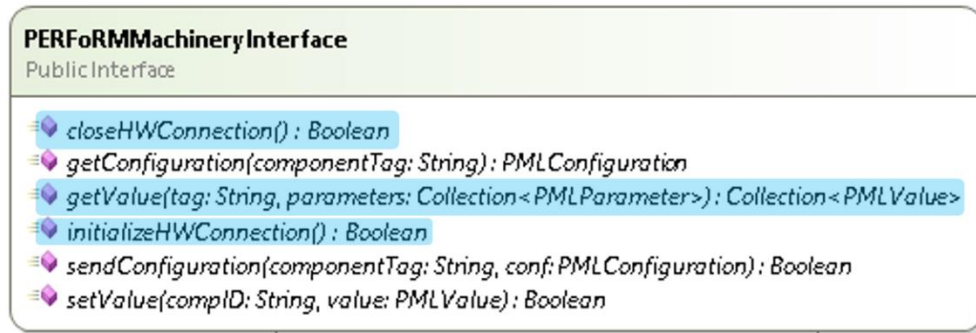 PERFoRMMachineryInterface
Public Interface
closeHWConnection() : Boolean
getConfiguration(componentTag: String) : PMLConfiguration
getValue(tag: String, parameters: Collection<PMLParameter>) : Collection<PMLValue>
initializeHWConnection() : Boolean
sendConfiguration(componentTag: String, conf: PMLConfiguration) : Boolean
setValue(compID: String, value: PMLValue) : Boolean